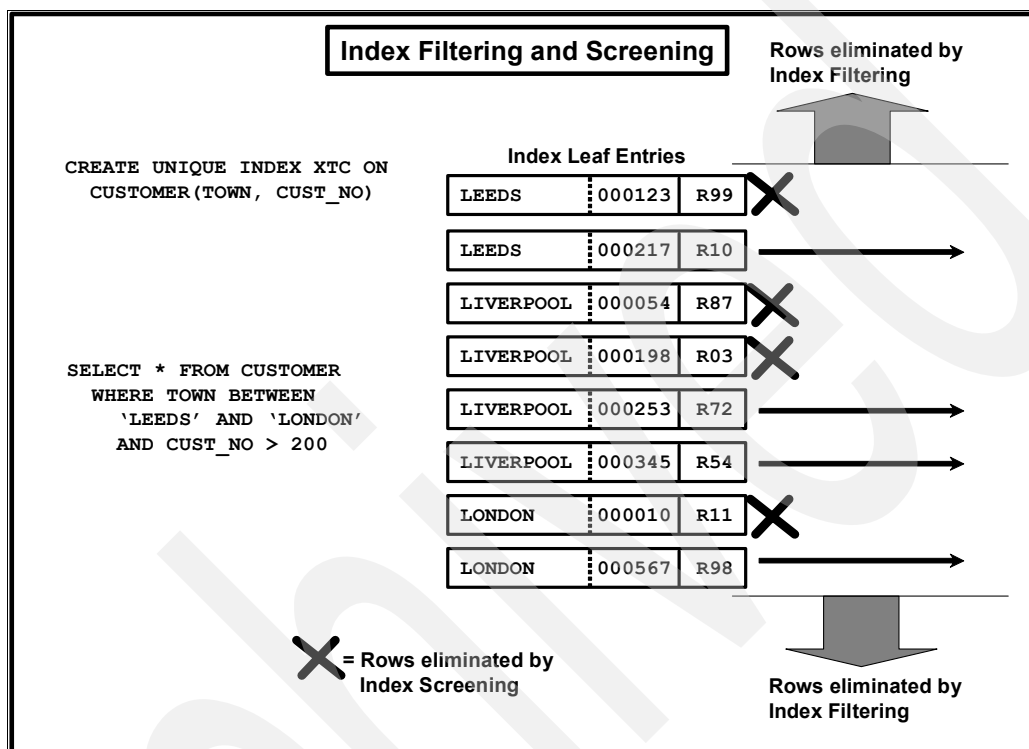 Index Filtering and Screening
Rows eliminated by
Index Filtering
CREATE UNIQUE INDEX XTC ON
CUSTOMER(TOWN, CUST_NO)
SELECT * FROM CUSTOMER
WHERE TOWN BETWEEN
‘LEEDS’ AND ‘LONDON’
AND CUST_NO > 200
Index Leaf Entries
LEEDS 000123 R99
LEEDS 000217 R10
LIVERPOOL 000054 R87
LIVERPOOL 000198 R03
LIVERPOOL 000253 R72
LIVERPOOL 000345 R54
LONDON 000010 R11
LONDON 000567 R98
= Rows eliminated by
Index Screening
Rows eliminated by
Index Filtering